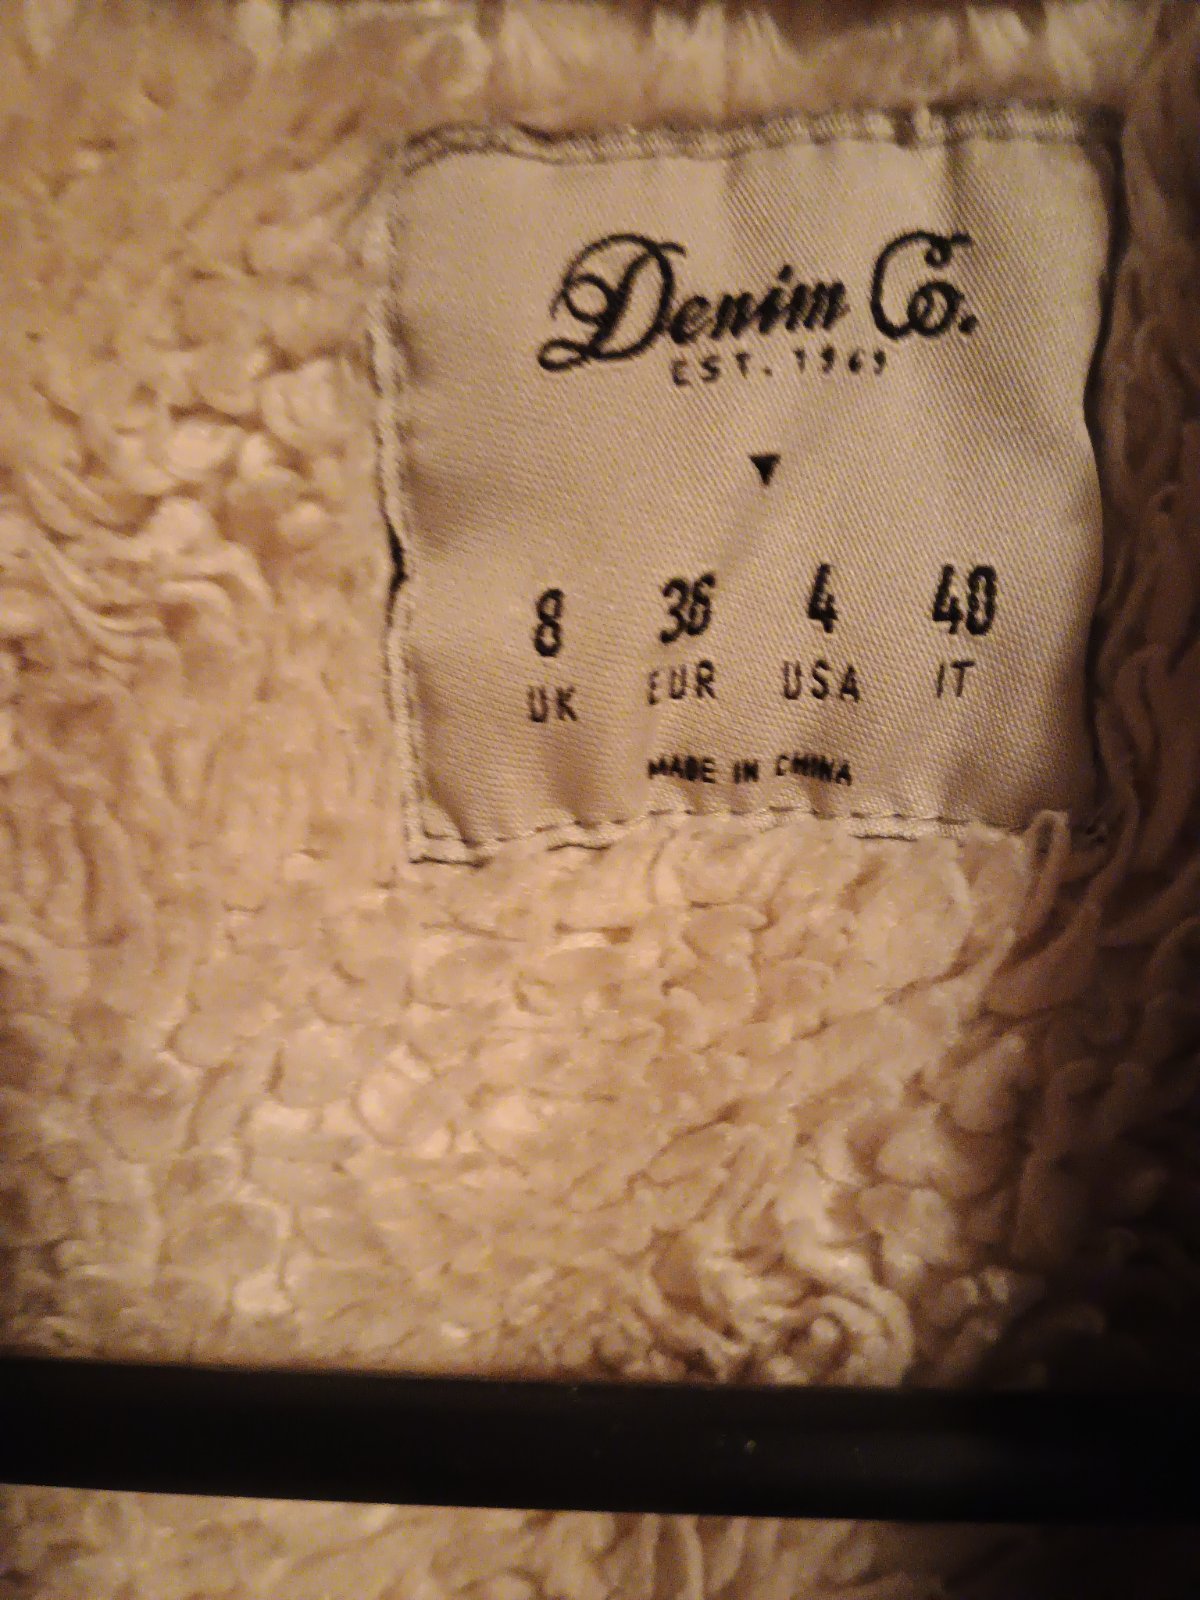 Denim Co.
EST. 1969
8 36 4 40
UK EUR USA IT
MADE IN CHINA